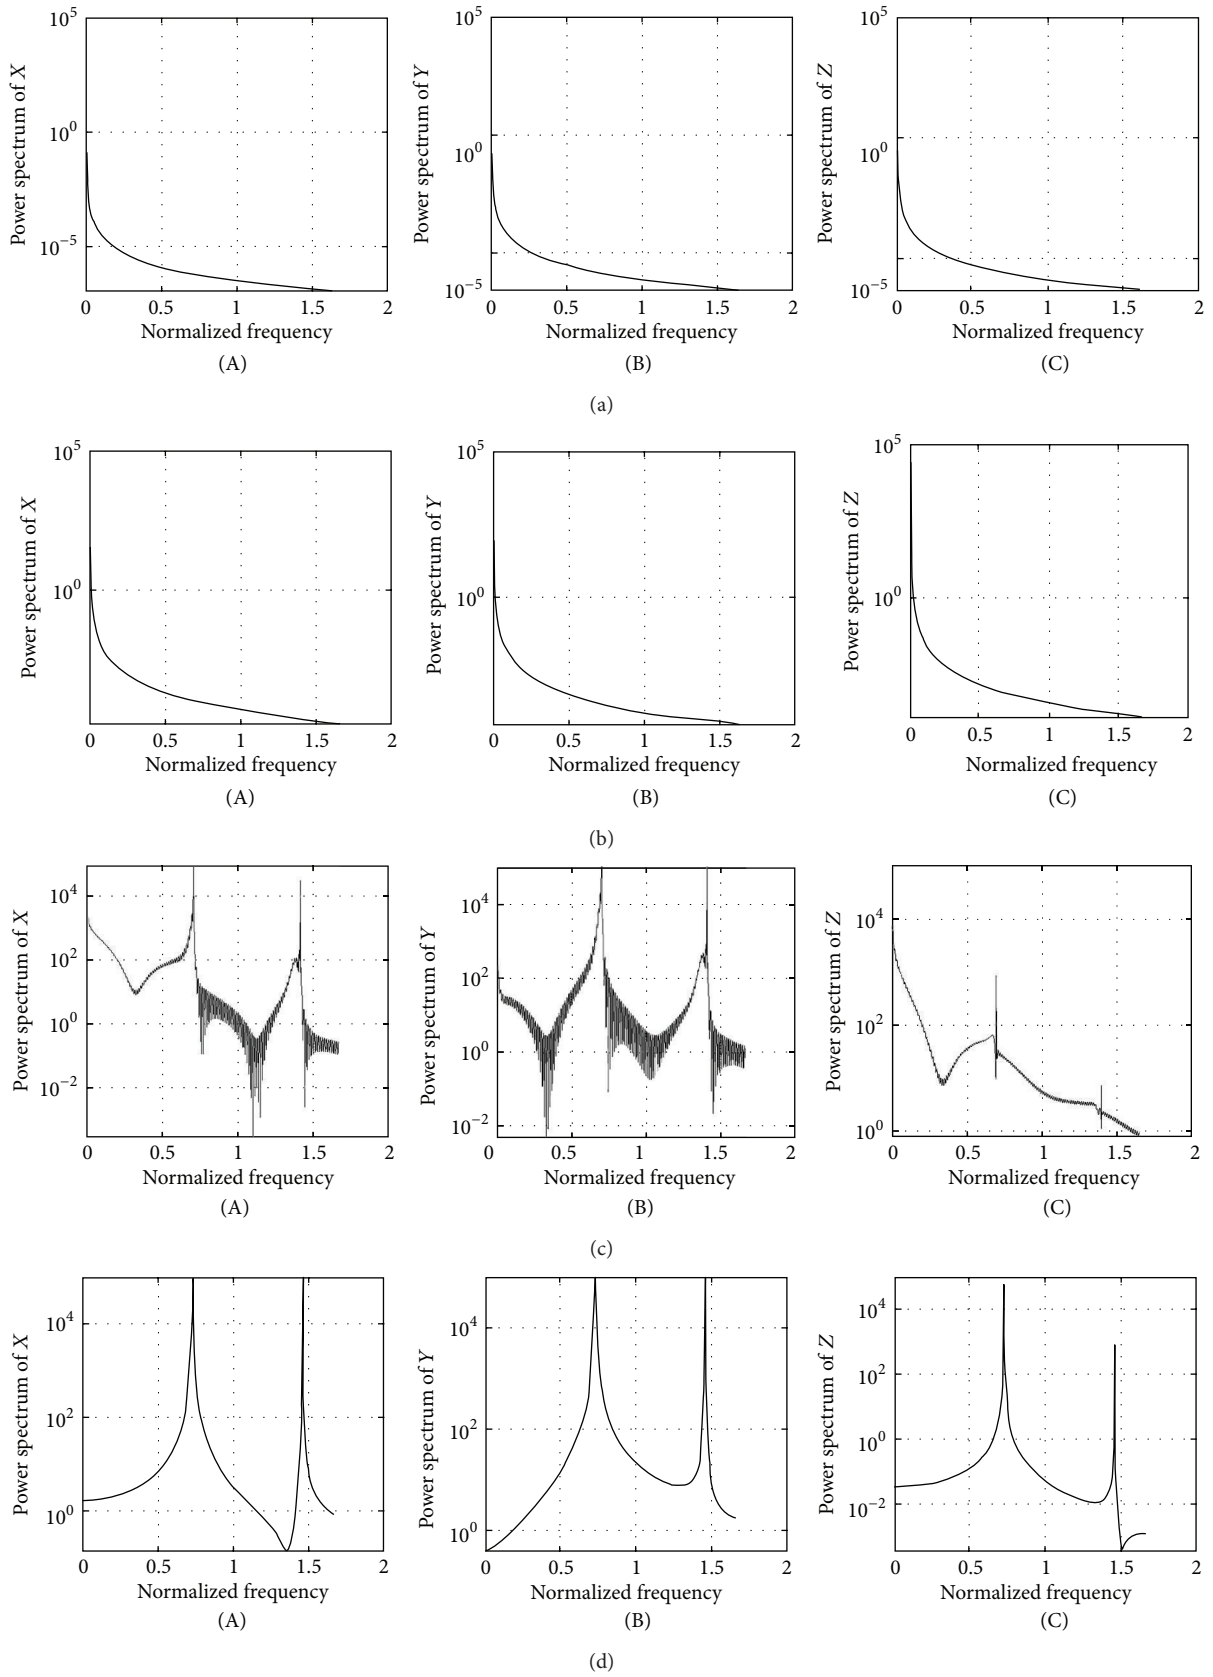 Power spectrum of X
10^5
10^0
10^-5
0 0.5 1 1.5 2
Normalized frequency
(A)
Power spectrum of Y
10^5
10^0
10^-5
0 0.5 1 1.5 2
Normalized frequency
(B)
Power spectrum of Z
10^5
10^0
10^-5
0 0.5 1 1.5 2
Normalized frequency
(C)
(a)
Power spectrum of X
10^5
10^0
0 0.5 1 1.5 2
Normalized frequency
(A)
Power spectrum of Y
10^5
10^0
0 0.5 1 1.5 2
Normalized frequency
(B)
Power spectrum of Z
10^5
10^0
0 0.5 1 1.5 2
Normalized frequency
(C)
(b)
Power spectrum of X
10^4
10^2
10^0
10^-2
0 0.5 1 1.5 2
Normalized frequency
(A)
Power spectrum of Y
10^4
10^2
10^0
10^-2
0 0.5 1 1.5 2
Normalized frequency
(B)
Power spectrum of Z
10^4
10^2
10^0
0 0.5 1 1.5 2
Normalized frequency
(C)
(c)
Power spectrum of X
10^4
10^2
10^0
0 0.5 1 1.5 2
Normalized frequency
(A)
Power spectrum of Y
10^4
10^2
10^0
0 0.5 1 1.5 2
Normalized frequency
(B)
Power spectrum of Z
10^4
10^2
10^0
10^-2
0 0.5 1 1.5 2
Normalized frequency
(C)
(d)